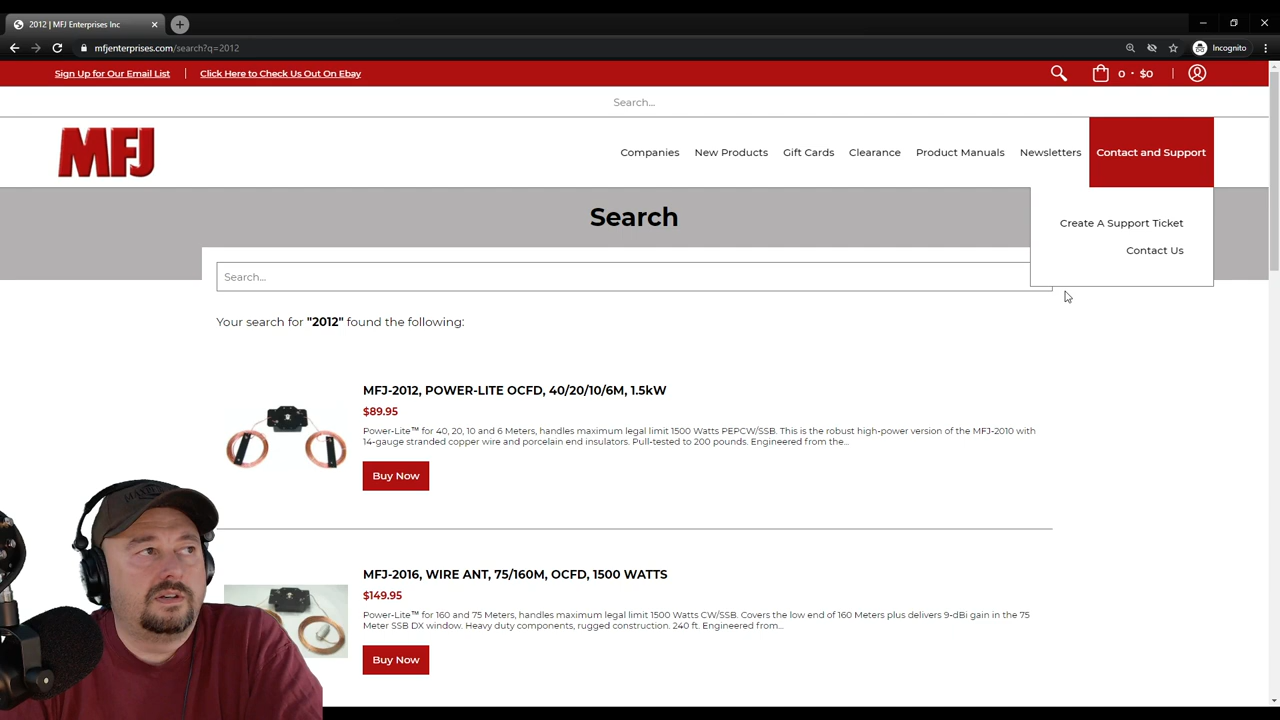 2012 | MFJ Enterprises Inc
mfjenterprises.com/search?q=2012
Incognito
Sign Up for Our Email List
Click Here to Check Us Out On Ebay
0 · $0
Search...
MFJ
Companies
New Products
Gift Cards
Clearance
Product Manuals
Newsletters
Contact and Support
Search
Create A Support Ticket
Contact Us
Search...
Your search for "2012" found the following:
MFJ-2012, POWER-LITE OCFD, 40/20/10/6M, 1.5kW
$89.95
Power-Lite™ for 40, 20, 10 and 6 Meters, handles maximum legal limit 1500 Watts PEPCW/SSB. This is the robust high-power version of the MFJ-2010 with
14-gauge stranded copper wire and porcelain end insulators. Pull-tested to 200 pounds. Engineered from the...
Buy Now
MFJ-2016, WIRE ANT, 75/160M, OCFD, 1500 WATTS
$149.95
Power-Lite™ for 160 and 75 Meters, handles maximum legal limit 1500 Watts CW/SSB. Covers the low end of 160 Meters plus delivers 9-dBi gain in the 75
Meter SSB DX window. Heavy duty components, rugged construction. 240 ft. Engineered from...
Buy Now